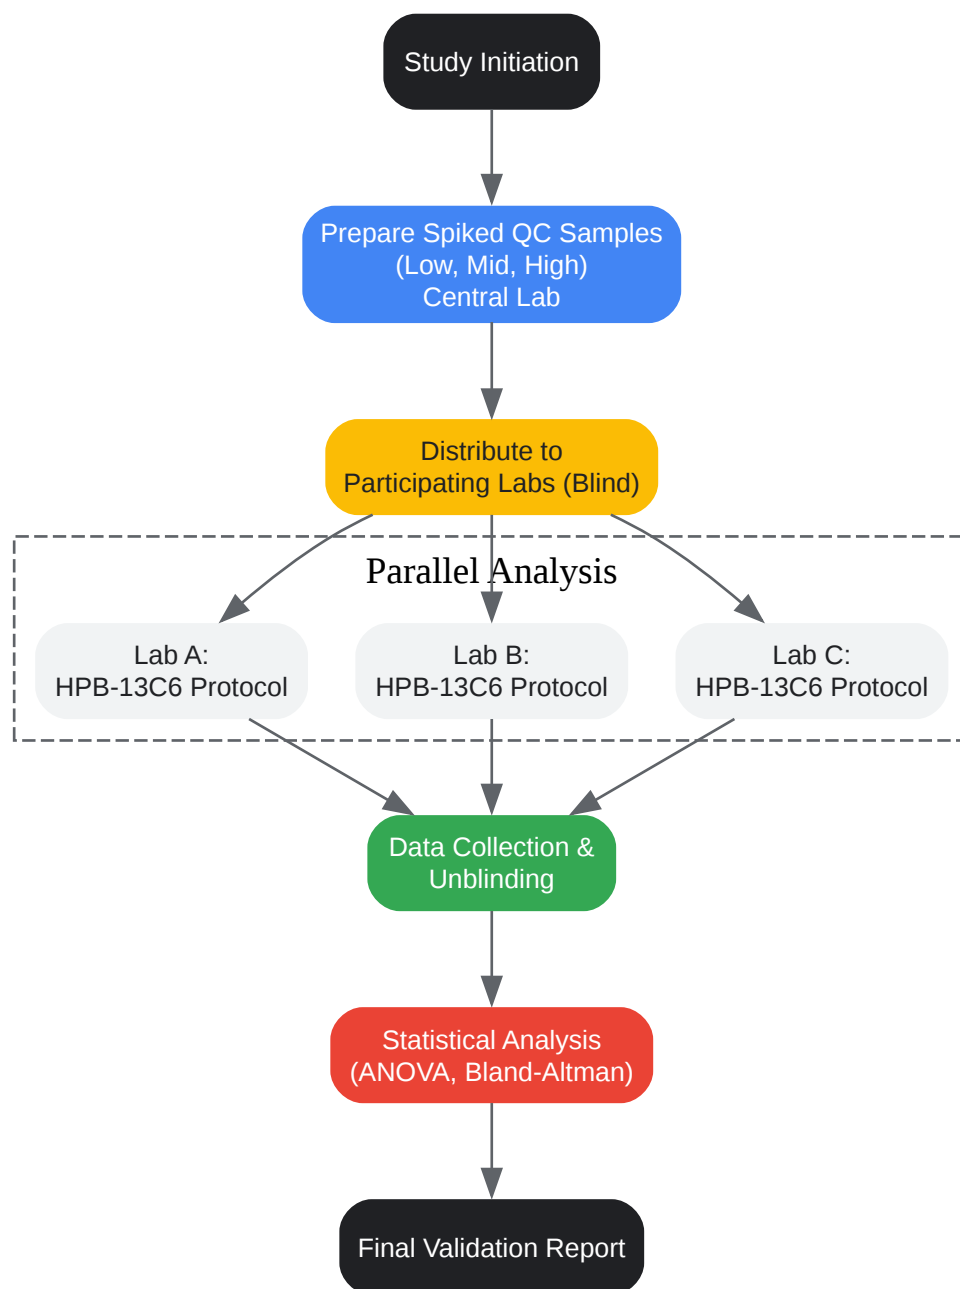 Study Initiation
Prepare Spiked QC Samples
(Low, Mid, High)
Central Lab
Distribute to
Participating Labs (Blind)
Parallel Analysis
Lab A:
HPB-13C6 Protocol
Lab B:
HPB-13C6 Protocol
Lab C:
HPB-13C6 Protocol
Data Collection &
Unblinding
Statistical Analysis
(ANOVA, Bland-Altman)
Final Validation Report